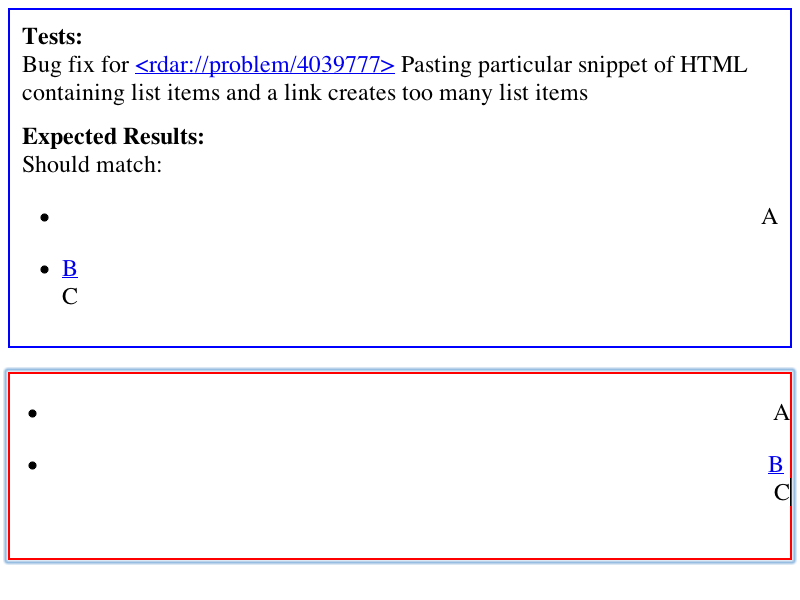 Tests:
Bug fix for <rdar://problem/4039777> Pasting particular snippet of HTML
containing list items and a link creates too many list items
Expected Results:
Should match:
• A
• B
C
• A
• B
C